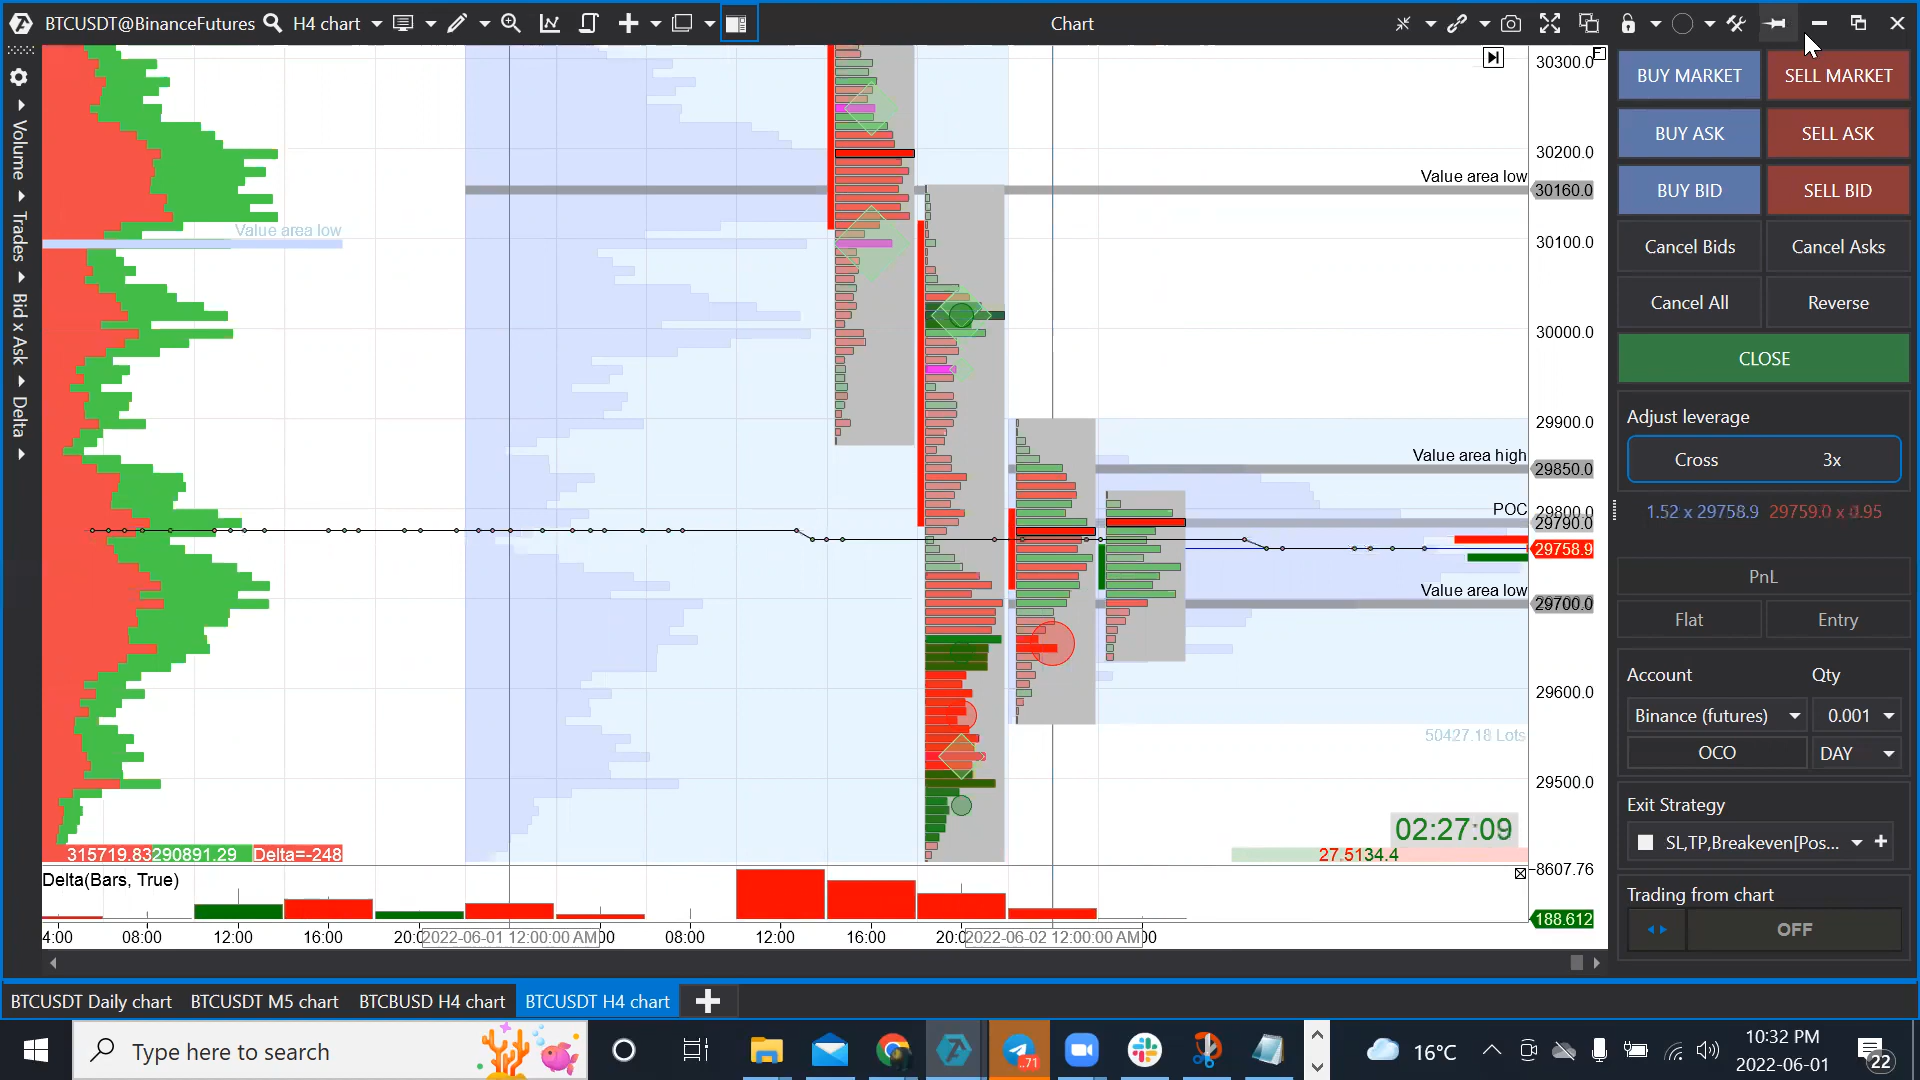 BTCUSDT@BinanceFutures H4 chart
Chart
Volume
Trades
Bid x Ask
Delta
Value area low
Value area low
Value area high
POC
Value area low
50427.18 Lots
02:27:09
27.5134.4
315719.83290891.29 Delta=-248
30300.0
30200.0
30160.0
30100.0
30000.0
29900.0
29850.0
29800.0
29790.0
29758.9
29700.0
29600.0
29500.0
Delta(Bars, True)
8607.76
188.612
4:00 08:00 12:00 16:00 20:0 2022-06-01 12:00:00 AM 00 08:00 12:00 16:00 20:0 2022-06-02 12:00:00 AM 00
BUY MARKET SELL MARKET
BUY ASK SELL ASK
BUY BID SELL BID
Cancel Bids Cancel Asks
Cancel All Reverse
CLOSE
Adjust leverage
Cross 3x
1.52 x 29758.9 29759.0 x 0.95
PnL
Flat Entry
Account Qty
Binance (futures) 0.001
OCO DAY
Exit Strategy
SL,TP,Breakeven[Pos...
Trading from chart
OFF
BTCUSDT Daily chart BTCUSDT M5 chart BTCBUSD H4 chart BTCUSDT H4 chart
Type here to search
71
16°C
10:32 PM
2022-06-01
22